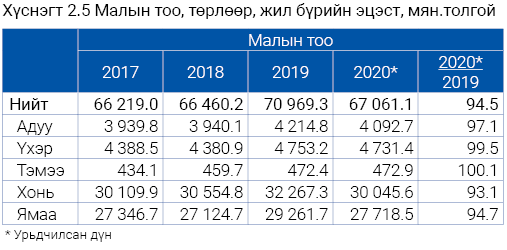 Хүснэгт 2.5 Малын тоо, төрлөөр, жил бүрийн эцэст, мян.толгой
Малын тоо
2017 2018 2019 2020* 2020*
2019
Нийт 66 219.0 66 460.2 70 969.3 67 061.1 94.5
Адуу 3 939.8 3 940.1 4 214.8 4 092.7 97.1
Үхэр 4 388.5 4 380.9 4 753.2 4 731.4 99.5
Тэмээ 434.1 459.7 472.4 472.9 100.1
Хонь 30 109.9 30 554.8 32 267.3 30 045.6 93.1
Ямаа 27 346.7 27 124.7 29 261.7 27 718.5 94.7
* Урьдчилсан дүн